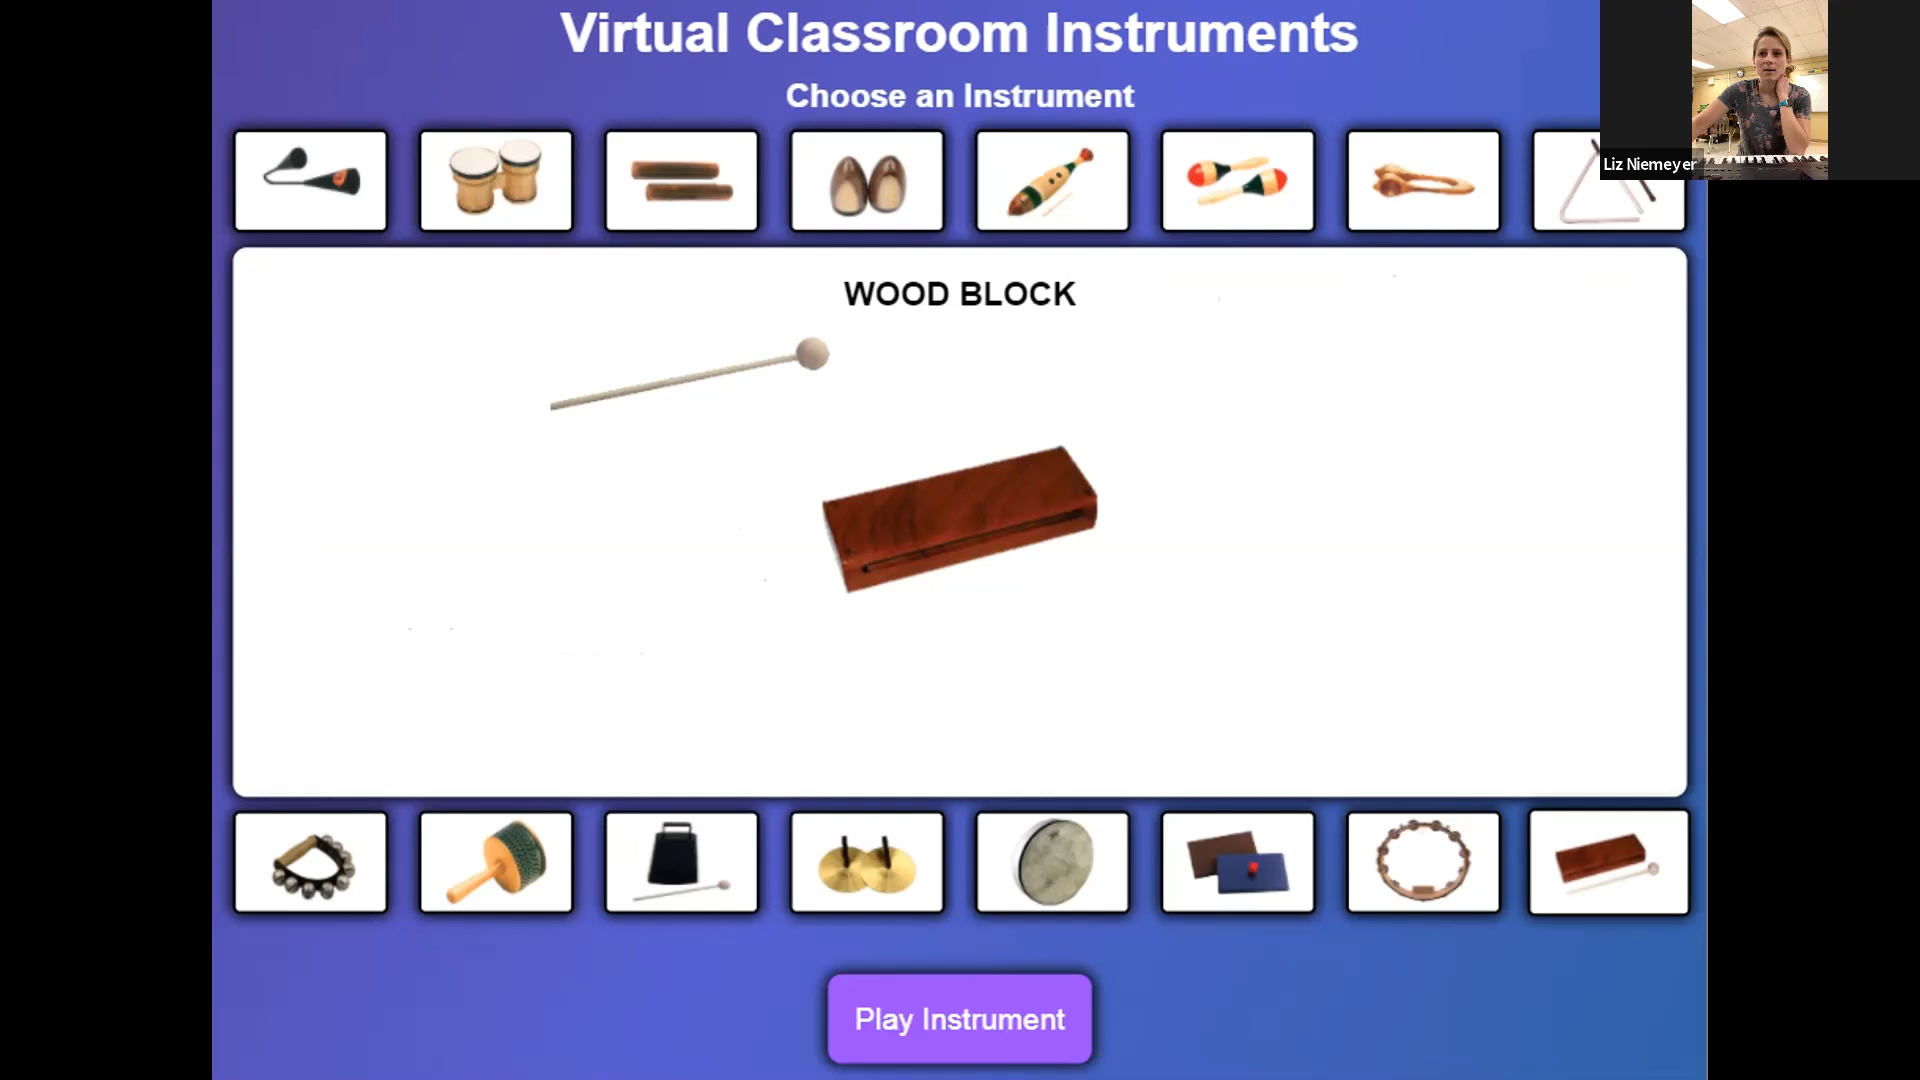 Virtual Classroom Instruments
Choose an Instrument
Liz Niemeyer
WOOD BLOCK
Play Instrument